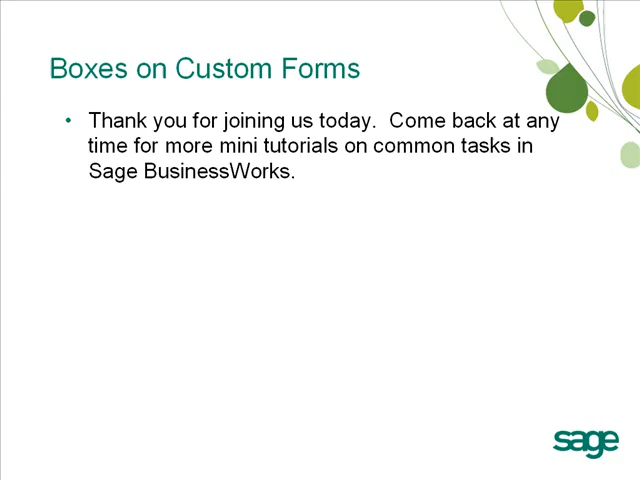 Boxes on Custom Forms
• Thank you for joining us today.  Come back at any
time for more mini tutorials on common tasks in
Sage BusinessWorks.
sage